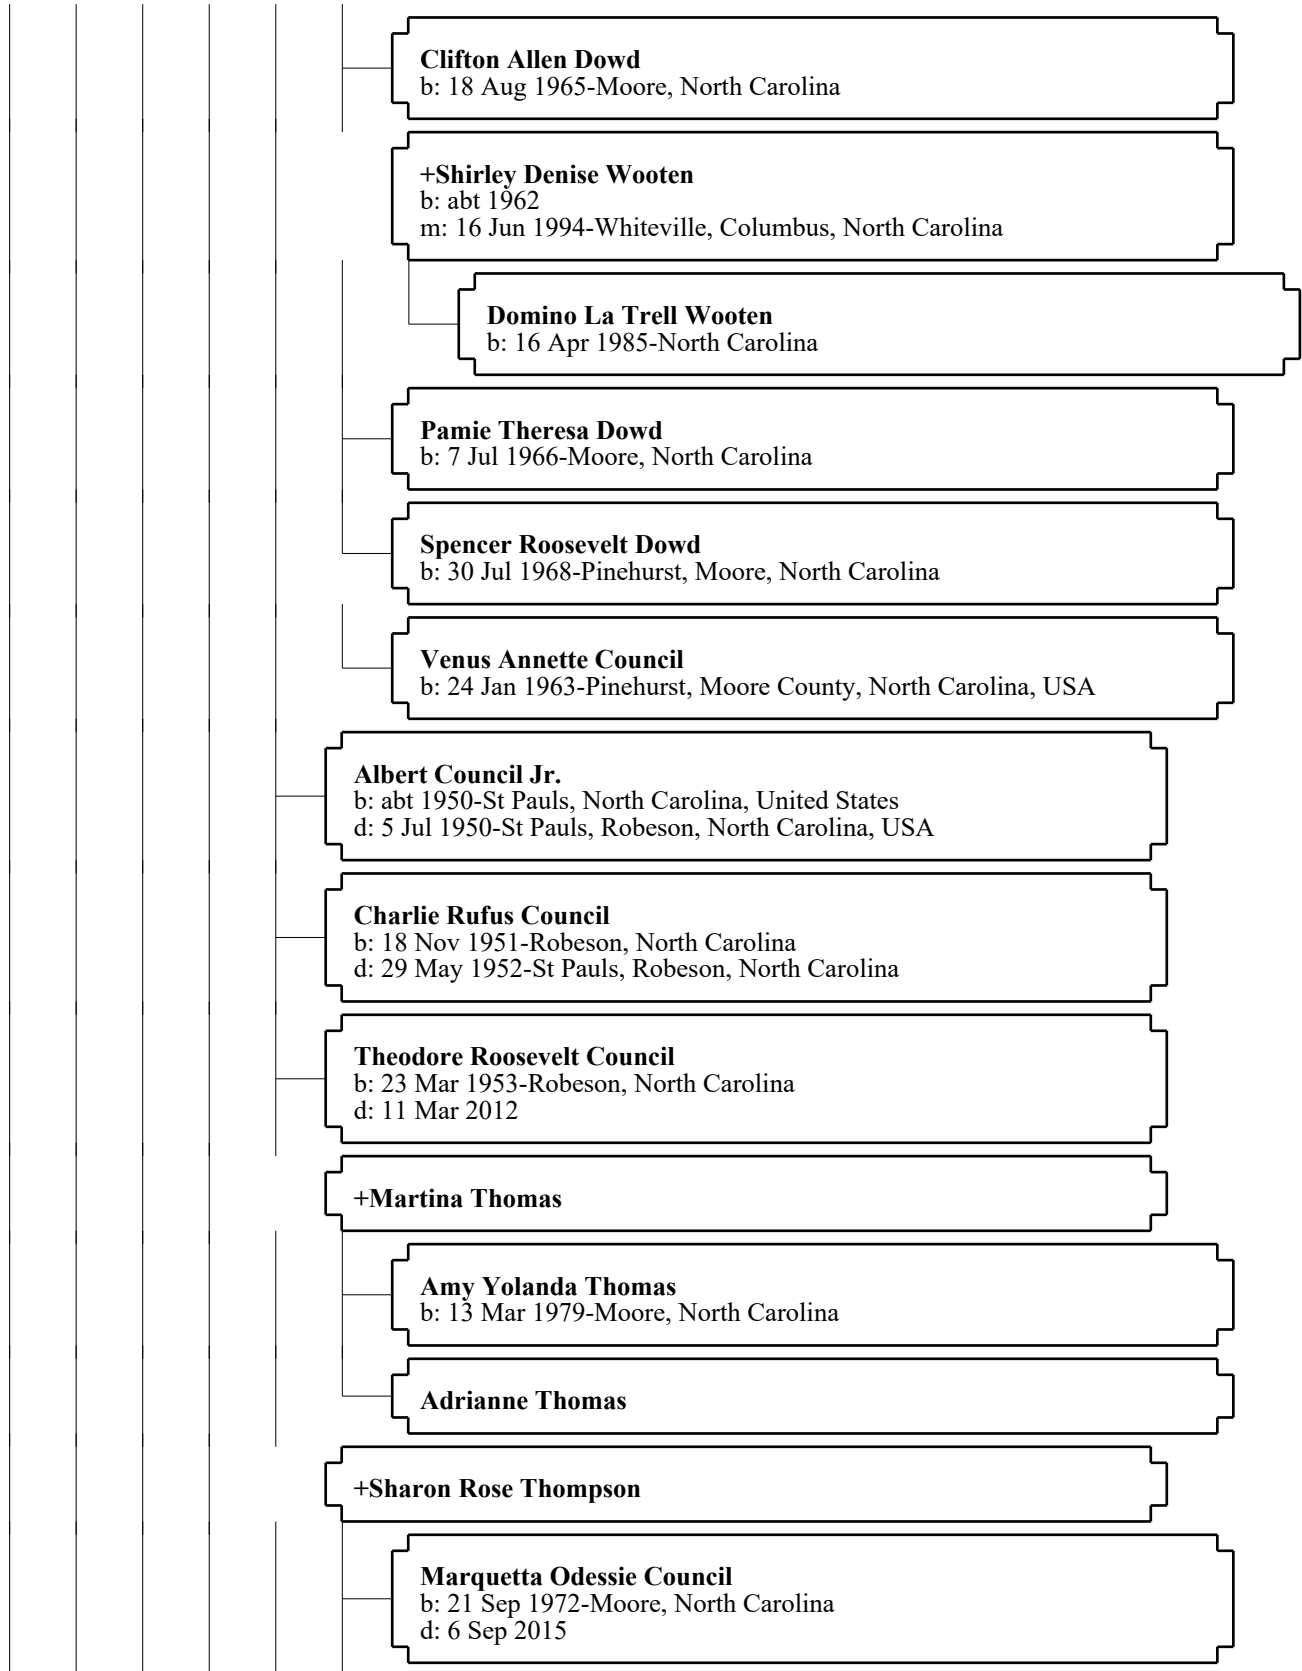 Clifton Allen Dowd
b: 18 Aug 1965-Moore, North Carolina
+Shirley Denise Wooten
b: abt 1962
m: 16 Jun 1994-Whiteville, Columbus, North Carolina
Domino La Trell Wooten
b: 16 Apr 1985-North Carolina
Pamie Theresa Dowd
b: 7 Jul 1966-Moore, North Carolina
Spencer Roosevelt Dowd
b: 30 Jul 1968-Pinehurst, Moore, North Carolina
Venus Annette Council
b: 24 Jan 1963-Pinehurst, Moore County, North Carolina, USA
Albert Council Jr.
b: abt 1950-St Pauls, North Carolina, United States
d: 5 Jul 1950-St Pauls, Robeson, North Carolina, USA
Charlie Rufus Council
b: 18 Nov 1951-Robeson, North Carolina
d: 29 May 1952-St Pauls, Robeson, North Carolina
Theodore Roosevelt Council
b: 23 Mar 1953-Robeson, North Carolina
d: 11 Mar 2012
+Martina Thomas
Amy Yolanda Thomas
b: 13 Mar 1979-Moore, North Carolina
Adrianne Thomas
+Sharon Rose Thompson
Marquetta Odessie Council
b: 21 Sep 1972-Moore, North Carolina
d: 6 Sep 2015